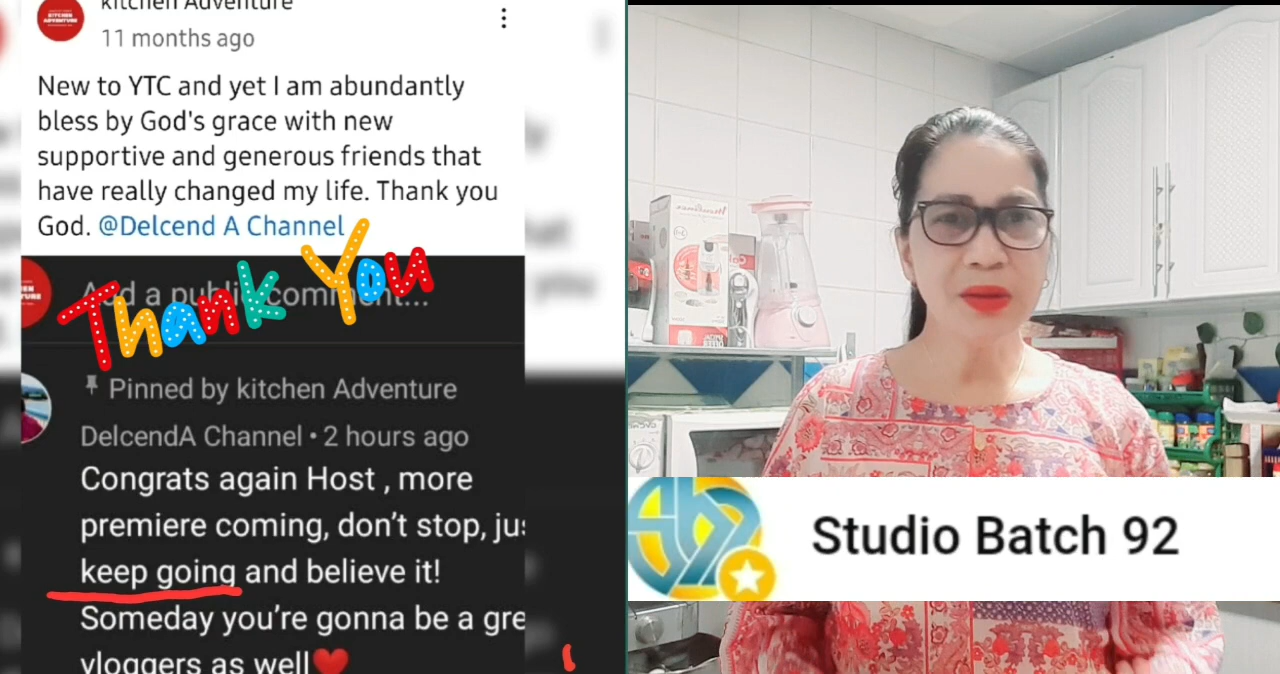 kitchen Adventure
11 months ago
New to YTC and yet I am abundantly
bless by God's grace with new
supportive and generous friends that
have really changed my life. Thank you
God. @Delcend A Channel
Thank You
Add a public comment...
Pinned by kitchen Adventure
DelcendA Channel • 2 hours ago
Congrats again Host , more
premiere coming, don't stop, jus
keep going and believe it!
Someday you're gonna be a gre
vloggers as well❤️
Studio Batch 92